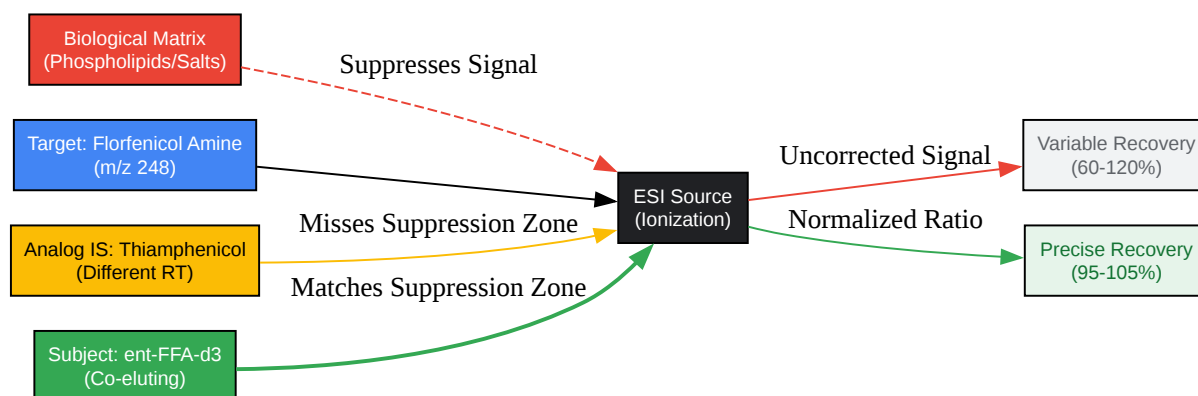 Biological Matrix
(Phospholipids/Salts)
Suppresses Signal
Target: Florfenicol Amine
(m/z 248)
Analog IS: Thiamphenicol
(Different RT)
Misses Suppression Zone
Matches Suppression Zone
Subject: ent-FFA-d3
(Co-eluting)
ESI Source
(Ionization)
Uncorrected Signal
Normalized Ratio
Variable Recovery
(60-120%)
Precise Recovery
(95-105%)